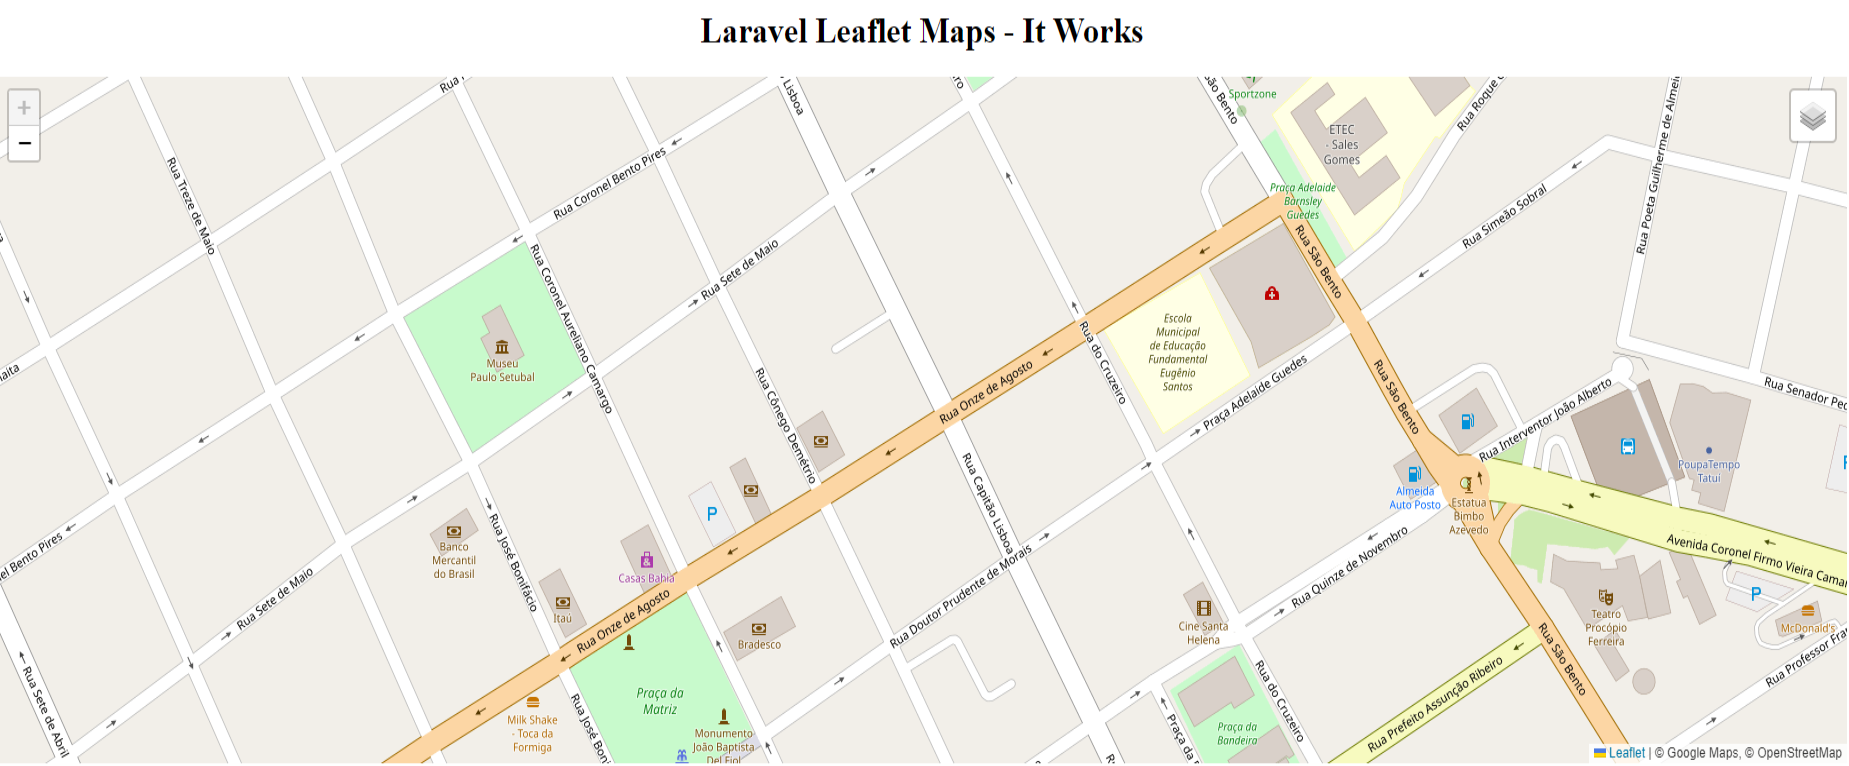 Laravel Leaflet Maps - It Works
+
−
Rua
Lisboa
São Bento
Sportzone
ETEC
- Sales
Gomes
Rua Roque
Rua Poeta Guilherme de Almei
Rua Treze de Maio
Rua Coronel Bento Pires
Praça Adelaide
Barnsley
Guedes
Rua Simeão Sobral
Rua São Bento
Rua Coronel Aureliano Camargo
Rua Sete de Maio
Museu
Paulo Setubal
Escola
Municipal
de Educação
Fundamental
Eugênio
Santos
Rua do Cruzeiro
Rua Onze de Agosto
Praça Adelaide Guedes
Rua São Bento
Rua Senador Pec
Rua Cônego Demétrio
Rua Interventor João Alberto
PoupaTempo
Tatuí
Almeida
Auto Posto
Estatua
Bimbo
Azevedo
P
Rua Capitão Lisboa
Banco
Mercantil
do Brasil
Rua José Bonifácio
Casas Bahia
el Bento Pires
Rua Sete de Maio
Rua Doutor Prudente de Morais
Rua Quinze de Novembro
Avenida Coronel Firmo Vieira Camar
P
Itaú
Rua Onze de Agosto
Bradesco
Cine Santa
Helena
Teatro
Procópio
Ferreira
McDonald's
Rua Sete de Abril
Praça da
Matriz
Rua São Bento
Rua Prefeito Assunção Ribeiro
Rua Professor Fra
Rua do Cruzeiro
Milk Shake
- Toca da
Formiga
Rua José Boni
Monumento
João Baptista
Del Fiol
Praça da
Praça da
Bandeira
Leaflet | © Google Maps, © OpenStreetMap